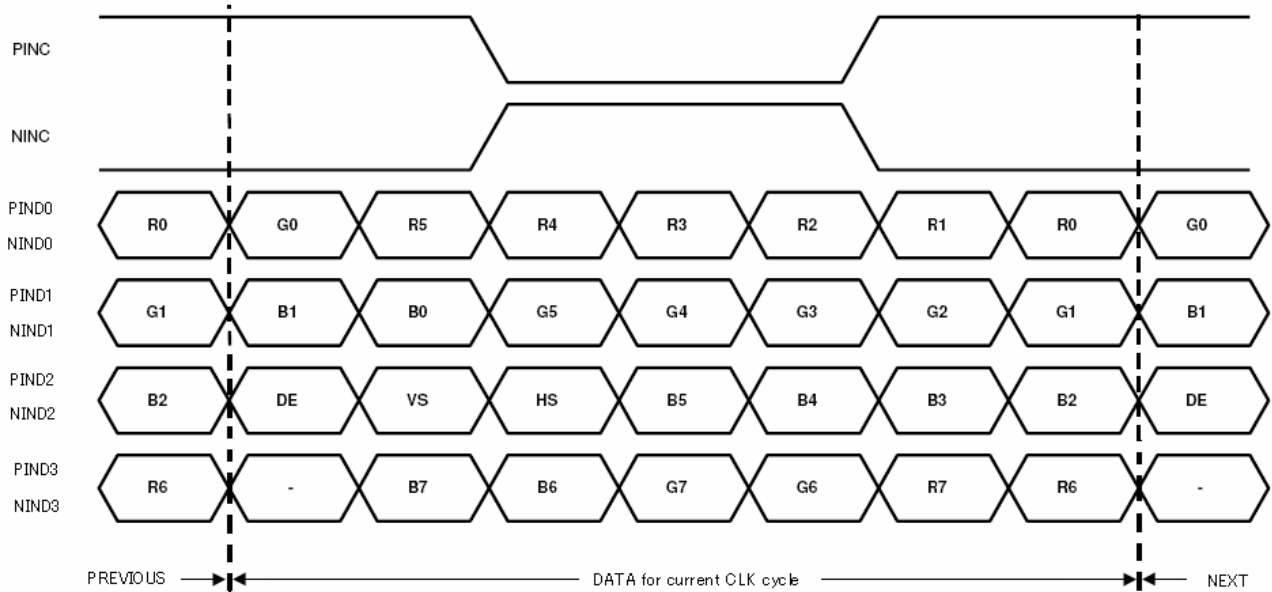 PINC
NINC
PIND0
NIND0
R0 G0 R5 R4 R3 R2 R1 R0 G0
PIND1
NIND1
G1 B1 B0 G5 G4 G3 G2 G1 B1
PIND2
NIND2
B2 DE VS HS B5 B4 B3 B2 DE
PIND3
NIND3
R6 - B7 B6 G7 G6 R7 R6 -
PREVIOUS DATA for current CLK cycle NEXT